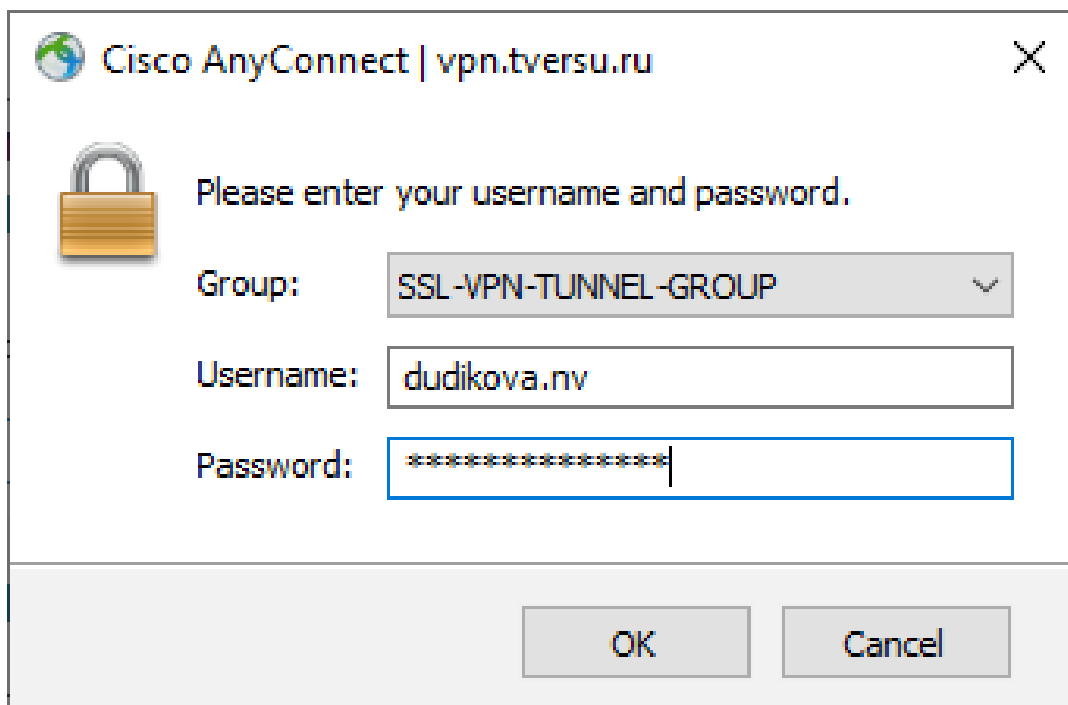 Cisco AnyConnect | vpn.tversu.ru
Please enter your username and password.
Group: SSL-VPN-TUNNEL-GROUP
Username: dudikova.nv
Password: **************
OK Cancel